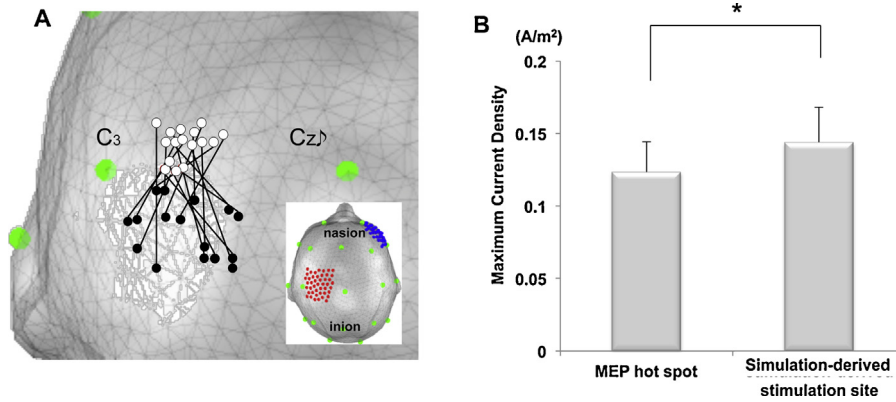 A
C3
Cz♪
nasion
inion
B
(A/m²)
*
0.2
0.15
0.1
0.05
0
Maximum Current Density
MEP hot spot
Simulation-derived
stimulation site